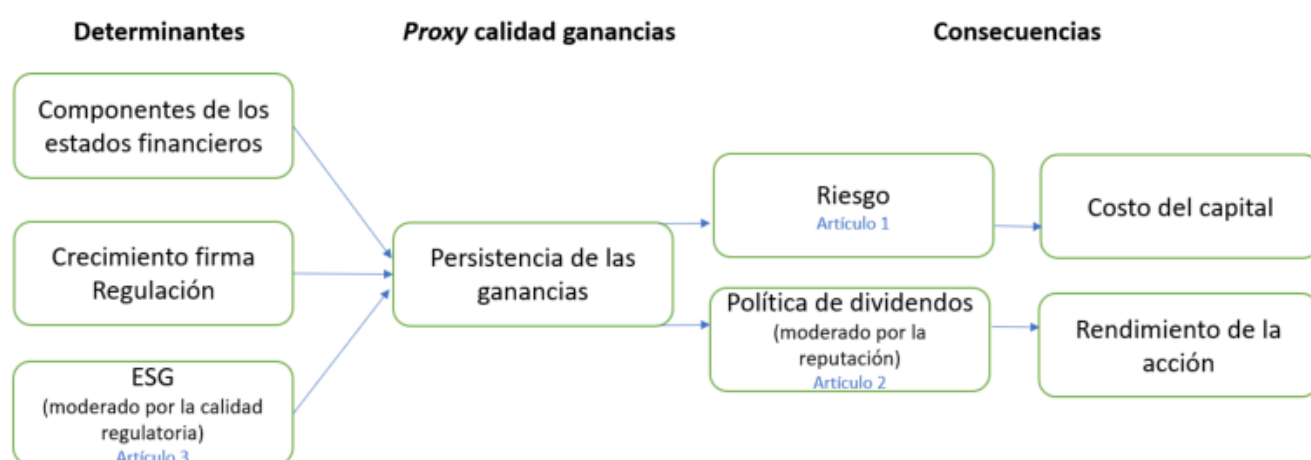 Determinantes
Proxy calidad ganancias
Consecuencias
Componentes de los
estados financieros
Crecimiento firma
Regulación
ESG
(moderado por la calidad
regulatoria)
Artículo 3
Persistencia de las
ganancias
Riesgo
Artículo 1
Política de dividendos
(moderado por la
reputación)
Artículo 2
Costo del capital
Rendimiento de la
acción